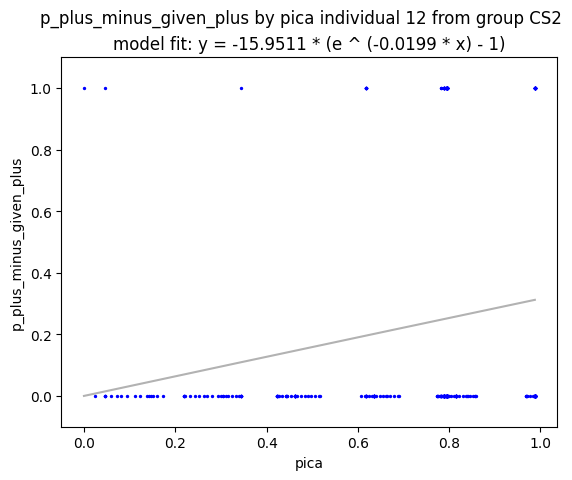 p_plus_minus_given_plus by pica individual 12 from group CS2
model fit: y = -15.9511 * (e ^ (-0.0199 * x) - 1)
1.0
0.8
0.6
0.4
0.2
0.0
p_plus_minus_given_plus
0.0 0.2 0.4 0.6 0.8 1.0
pica